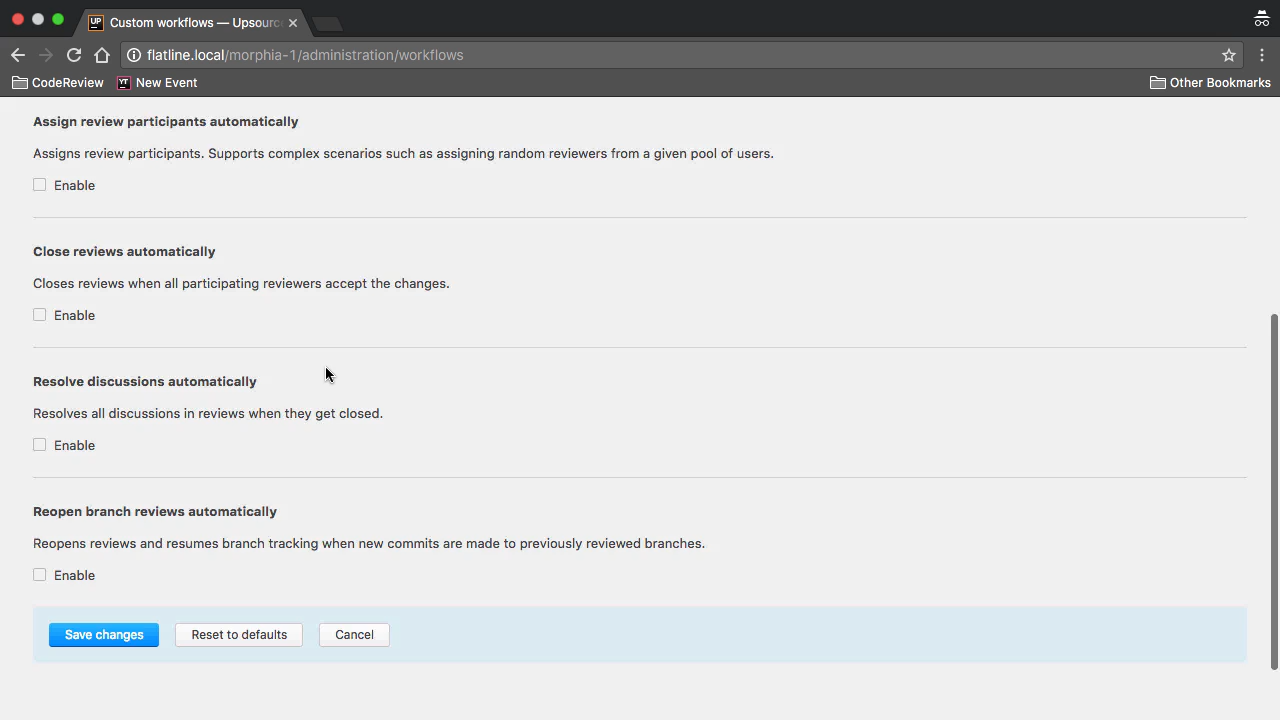 UP Custom workflows — Upsourc
flatline.local/morphia-1/administration/workflows
CodeReview YT New Event Other Bookmarks
Assign review participants automatically
Assigns review participants. Supports complex scenarios such as assigning random reviewers from a given pool of users.
Enable
Close reviews automatically
Closes reviews when all participating reviewers accept the changes.
Enable
Resolve discussions automatically
Resolves all discussions in reviews when they get closed.
Enable
Reopen branch reviews automatically
Reopens reviews and resumes branch tracking when new commits are made to previously reviewed branches.
Enable
Save changes Reset to defaults Cancel